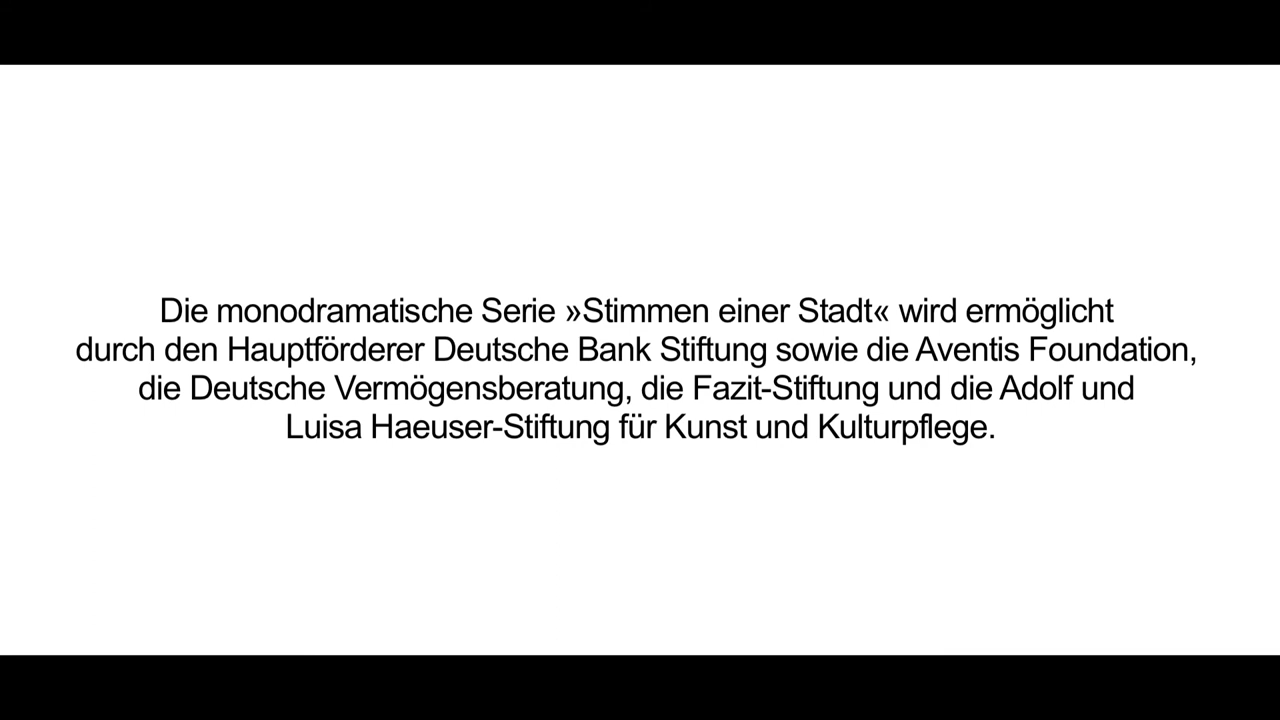 Die monodramatische Serie »Stimmen einer Stadt« wird ermöglicht
durch den Hauptförderer Deutsche Bank Stiftung sowie die Aventis Foundation,
die Deutsche Vermögensberatung, die Fazit-Stiftung und die Adolf und
Luisa Haeuser-Stiftung für Kunst und Kulturpflege.